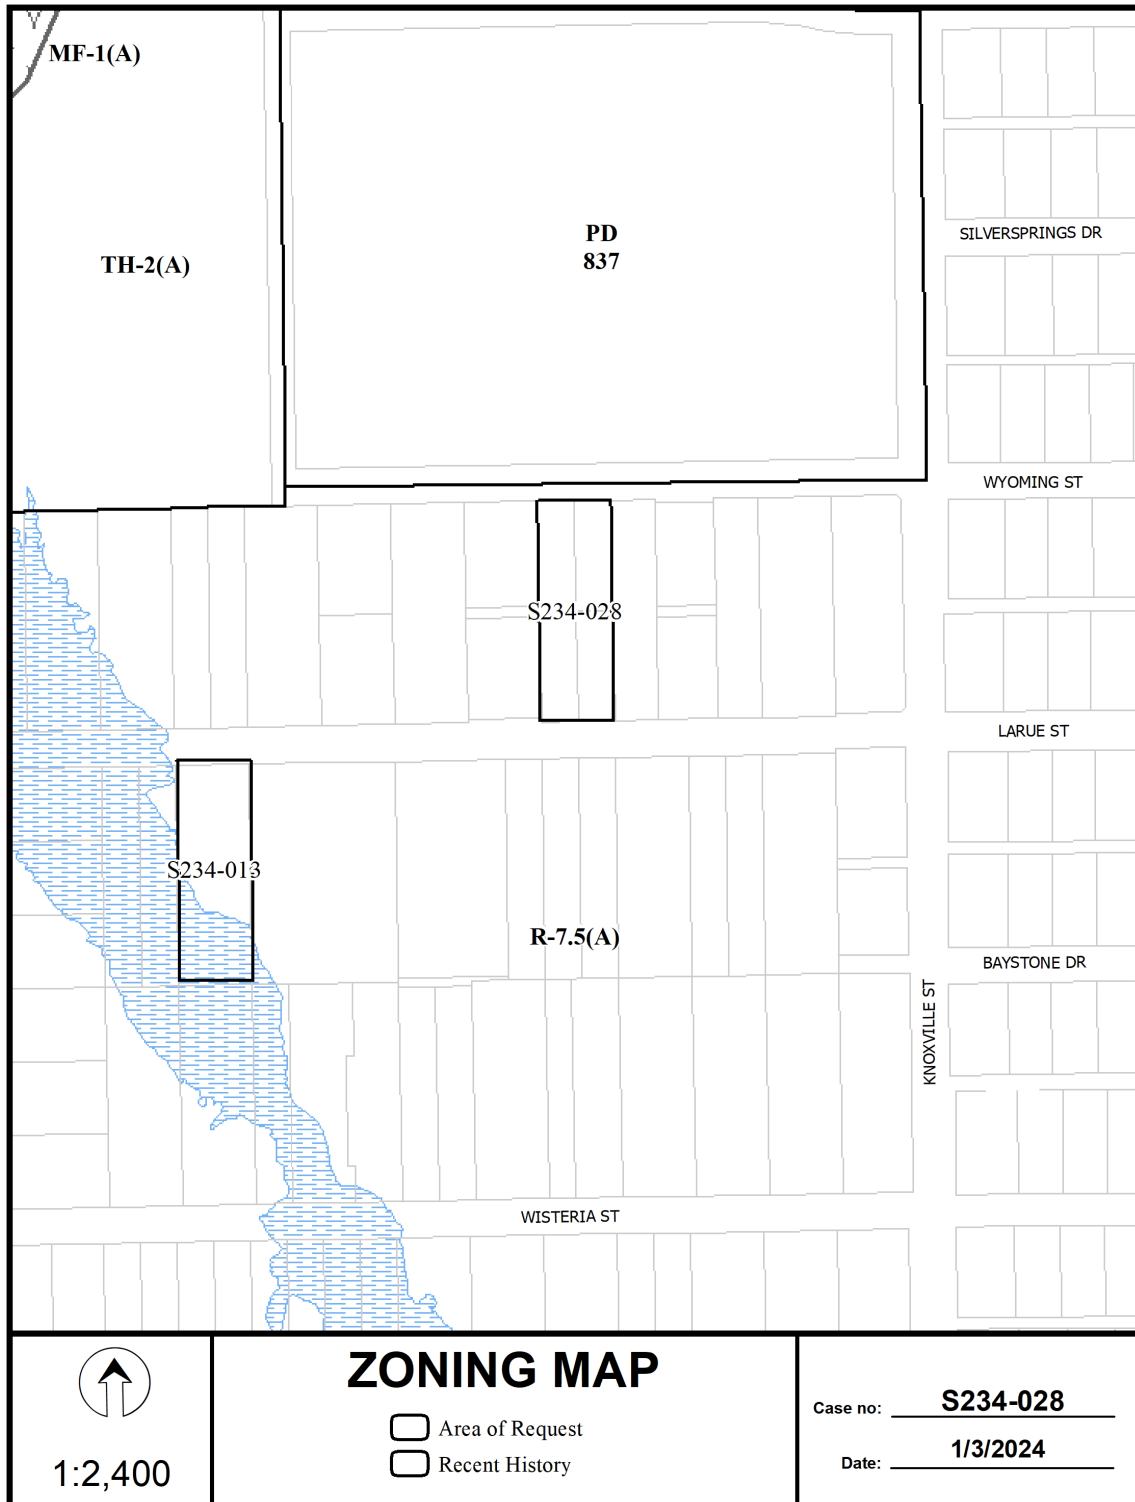 MF-1(A)
TH-2(A)
PD
837
SILVERSPRINGS DR
WYOMING ST
S234-028
LARUE ST
S234-013
R-7.5(A)
BAYSTONE DR
KNOXVILLE ST
WISTERIA ST
1:2,400
ZONING MAP
Area of Request
Recent History
Case no: S234-028
Date: 1/3/2024